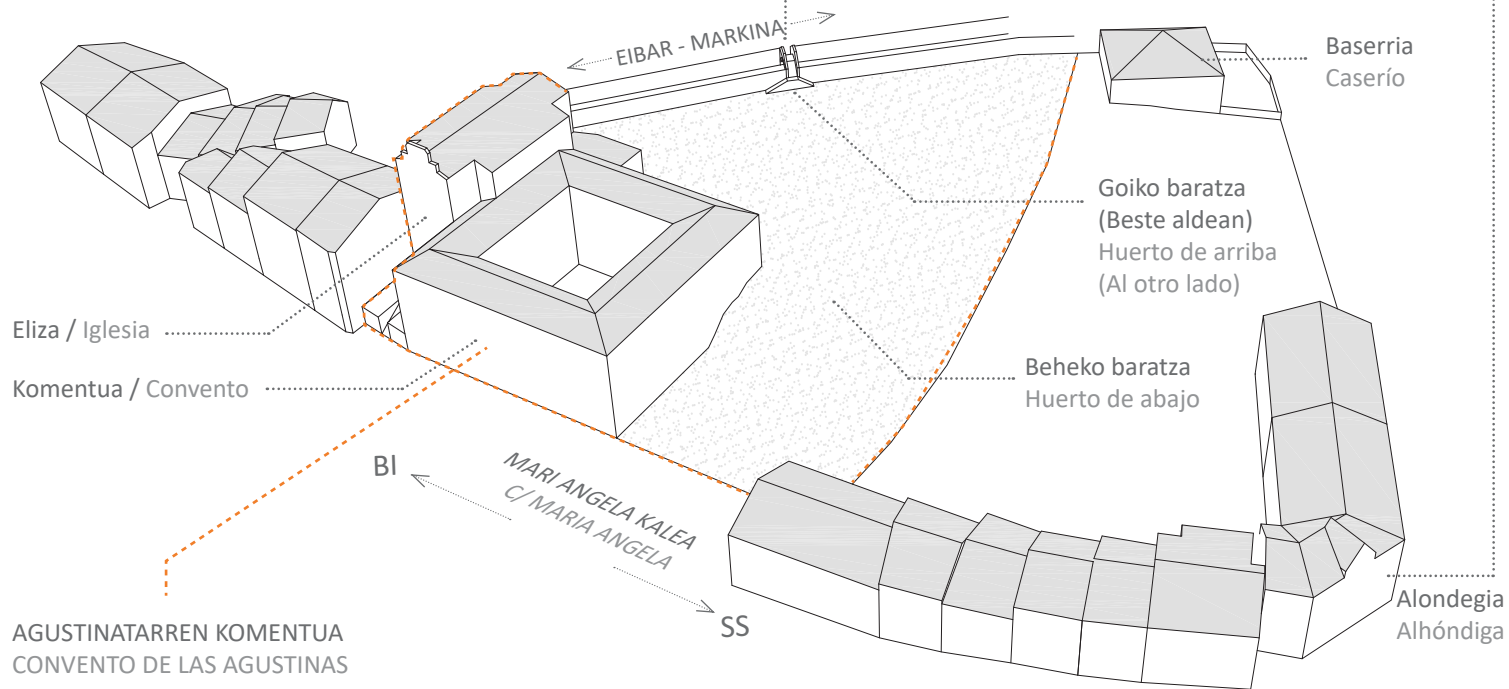 EIBAR - MARKINA
Baserria
Caserío
Goiko baratza
(Beste aldean)
Huerto de arriba
(Al otro lado)
Eliza / Iglesia
Komentua / Convento
Beheko baratza
Huerto de abajo
BI
MARI ANGELA KALEA
C/ MARIA ANGELA
SS
Alondegia
Alhóndiga
AGUSTINATARREN KOMENTUA
CONVENTO DE LAS AGUSTINAS